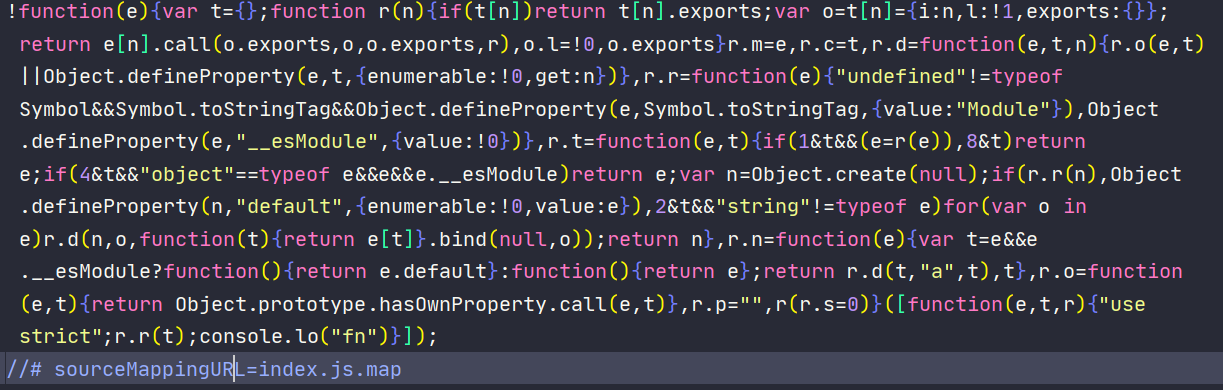 !function(e){var t={};function r(n){if(t[n])return t[n].exports;var o=t[n]={i:n,l:!1,exports:{}};
return e[n].call(o.exports,o,o.exports,r),o.l=!0,o.exports}r.m=e,r.c=t,r.d=function(e,t,n){r.o(e,t)
||Object.defineProperty(e,t,{enumerable:!0,get:n})},r.r=function(e){"undefined"!=typeof
Symbol&&Symbol.toStringTag&&Object.defineProperty(e,Symbol.toStringTag,{value:"Module"}),Object
.defineProperty(e,"__esModule",{value:!0})},r.t=function(e,t){if(1&t&&(e=r(e)),8&t)return
e;if(4&t&&"object"==typeof e&&e&&e.__esModule)return e;var n=Object.create(null);if(r.r(n),Object
.defineProperty(n,"default",{enumerable:!0,value:e}),2&t&&"string"!=typeof e)for(var o in
e)r.d(n,o,function(t){return e[t]}.bind(null,o));return n},r.n=function(e){var t=e&&e
.__esModule?function(){return e.default}:function(){return e};return r.d(t,"a",t),t},r.o=function
(e,t){return Object.prototype.hasOwnProperty.call(e,t)},r.p="",r(r.s=0)}([function(e,t,r){"use
strict";r.r(t);console.lo("fn")}]);
//# sourceMappingURL=index.js.map